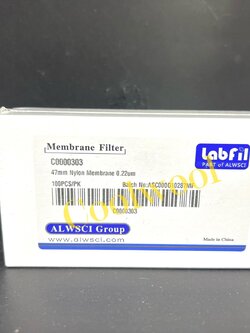 Membrane Filter
Labfil
PART OF ALWSCI
C0000303
47mm Nylon Membrane 0.22um
100PCS/PK
C0000303
ALWSCI Group
www.alwsci.com
Made in China